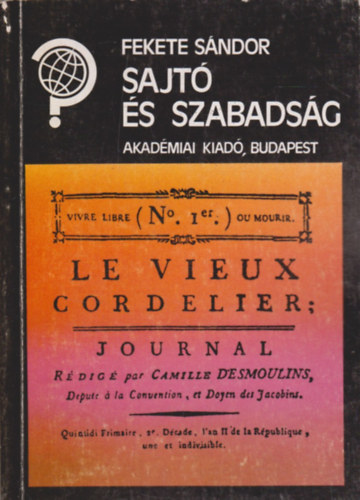 FEKETE SÁNDOR
SAJTÓ
ÉS SZABADSÁG
AKADÉMIAI KIADÓ, BUDAPEST
VIVRE LIBRE (Nº. 1er.) OU MOURIR.
LE VIEUX
CORDELIER;
JOURNAL
RÉDIGÉ par CAMILLE DESMOULINS,
Député à la Convention, et Doyen des Jacobins.
Quintidi Frimaire, 2e. Décade, l'an II de la République,
une et indivisible.